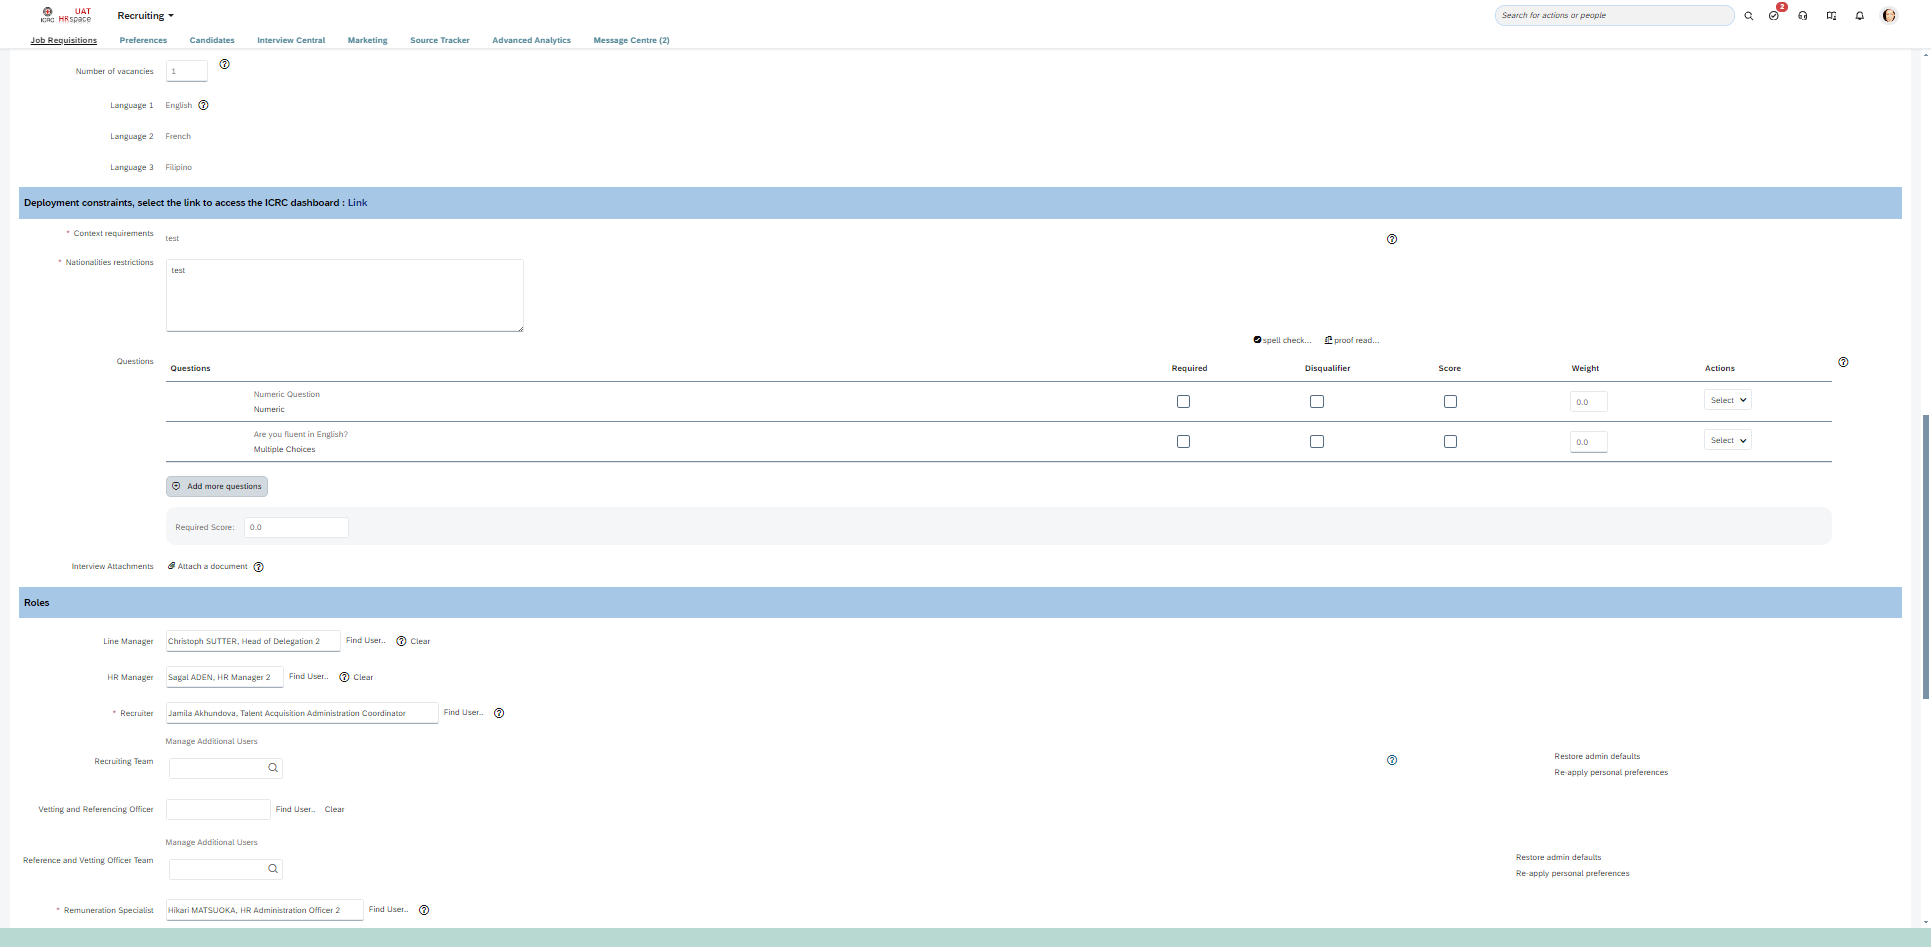 ICRC UAT HRspace Recruiting Search for actions or people 2
Job Requisitions Preferences Candidates Interview Central Marketing Source Tracker Advanced Analytics Message Centre (2)
Number of vacancies 1
Language 1 English
Language 2 French
Language 3 Filipino
Deployment constraints, select the link to access the ICRC dashboard : Link
* Context requirements test
* Nationalities restrictions test
spell check... proof read...
Questions
Questions Required Disqualifier Score Weight Actions
Numeric Question
Numeric 0.0 Select
Are you fluent in English?
Multiple Choices 0.0 Select
Add more questions
Required Score: 0.0
Interview Attachments Attach a document
Roles
Line Manager Christoph SUTTER, Head of Delegation 2 Find User.. Clear
HR Manager Sagal ADEN, HR Manager 2 Find User.. Clear
* Recruiter Jamila Akhundova, Talent Acquisition Administration Coordinator Find User..
Manage Additional Users
Recruiting Team Restore admin defaults
Re-apply personal preferences
Vetting and Referencing Officer Find User.. Clear
Manage Additional Users
Reference and Vetting Officer Team Restore admin defaults
Re-apply personal preferences
* Remuneration Specialist Hikari MATSUOKA, HR Administration Officer 2 Find User..